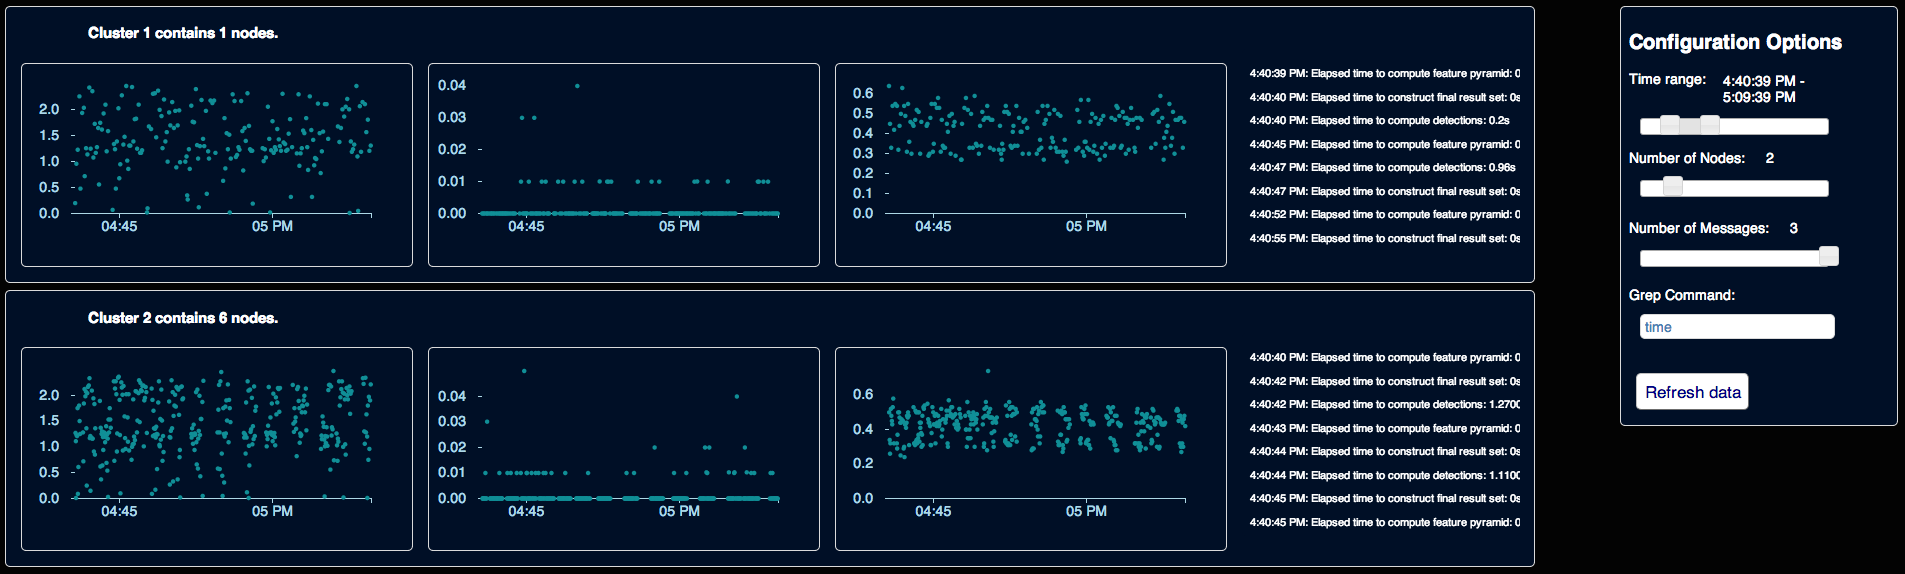 Cluster 1 contains 1 nodes.
2.0
1.5
1.0
0.5
0.0
04:45
05 PM
0.04
0.03
0.02
0.01
0.00
04:45
05 PM
0.6
0.5
0.4
0.3
0.2
0.1
0.0
04:45
05 PM
4:40:39 PM: Elapsed time to compute feature pyramid: 0
4:40:40 PM: Elapsed time to construct final result set: 0s
4:40:40 PM: Elapsed time to compute detections: 0.2s
4:40:45 PM: Elapsed time to compute feature pyramid: 0
4:40:47 PM: Elapsed time to compute detections: 0.96s
4:40:47 PM: Elapsed time to construct final result set: 0s
4:40:52 PM: Elapsed time to compute feature pyramid: 0
4:40:55 PM: Elapsed time to construct final result set: 0s
Cluster 2 contains 6 nodes.
2.0
1.5
1.0
0.5
0.0
04:45
05 PM
0.04
0.03
0.02
0.01
0.00
04:45
05 PM
0.6
0.4
0.2
0.0
04:45
05 PM
4:40:40 PM: Elapsed time to compute feature pyramid: 0
4:40:42 PM: Elapsed time to construct final result set: 0s
4:40:42 PM: Elapsed time to compute detections: 1.2700
4:40:43 PM: Elapsed time to compute feature pyramid: 0
4:40:44 PM: Elapsed time to construct final result set: 0s
4:40:44 PM: Elapsed time to compute detections: 1.1100
4:40:45 PM: Elapsed time to construct final result set: 0s
4:40:45 PM: Elapsed time to compute feature pyramid: 0
Configuration Options
Time range: 4:40:39 PM -
5:09:39 PM
Number of Nodes: 2
Number of Messages: 3
Grep Command:
time
Refresh data